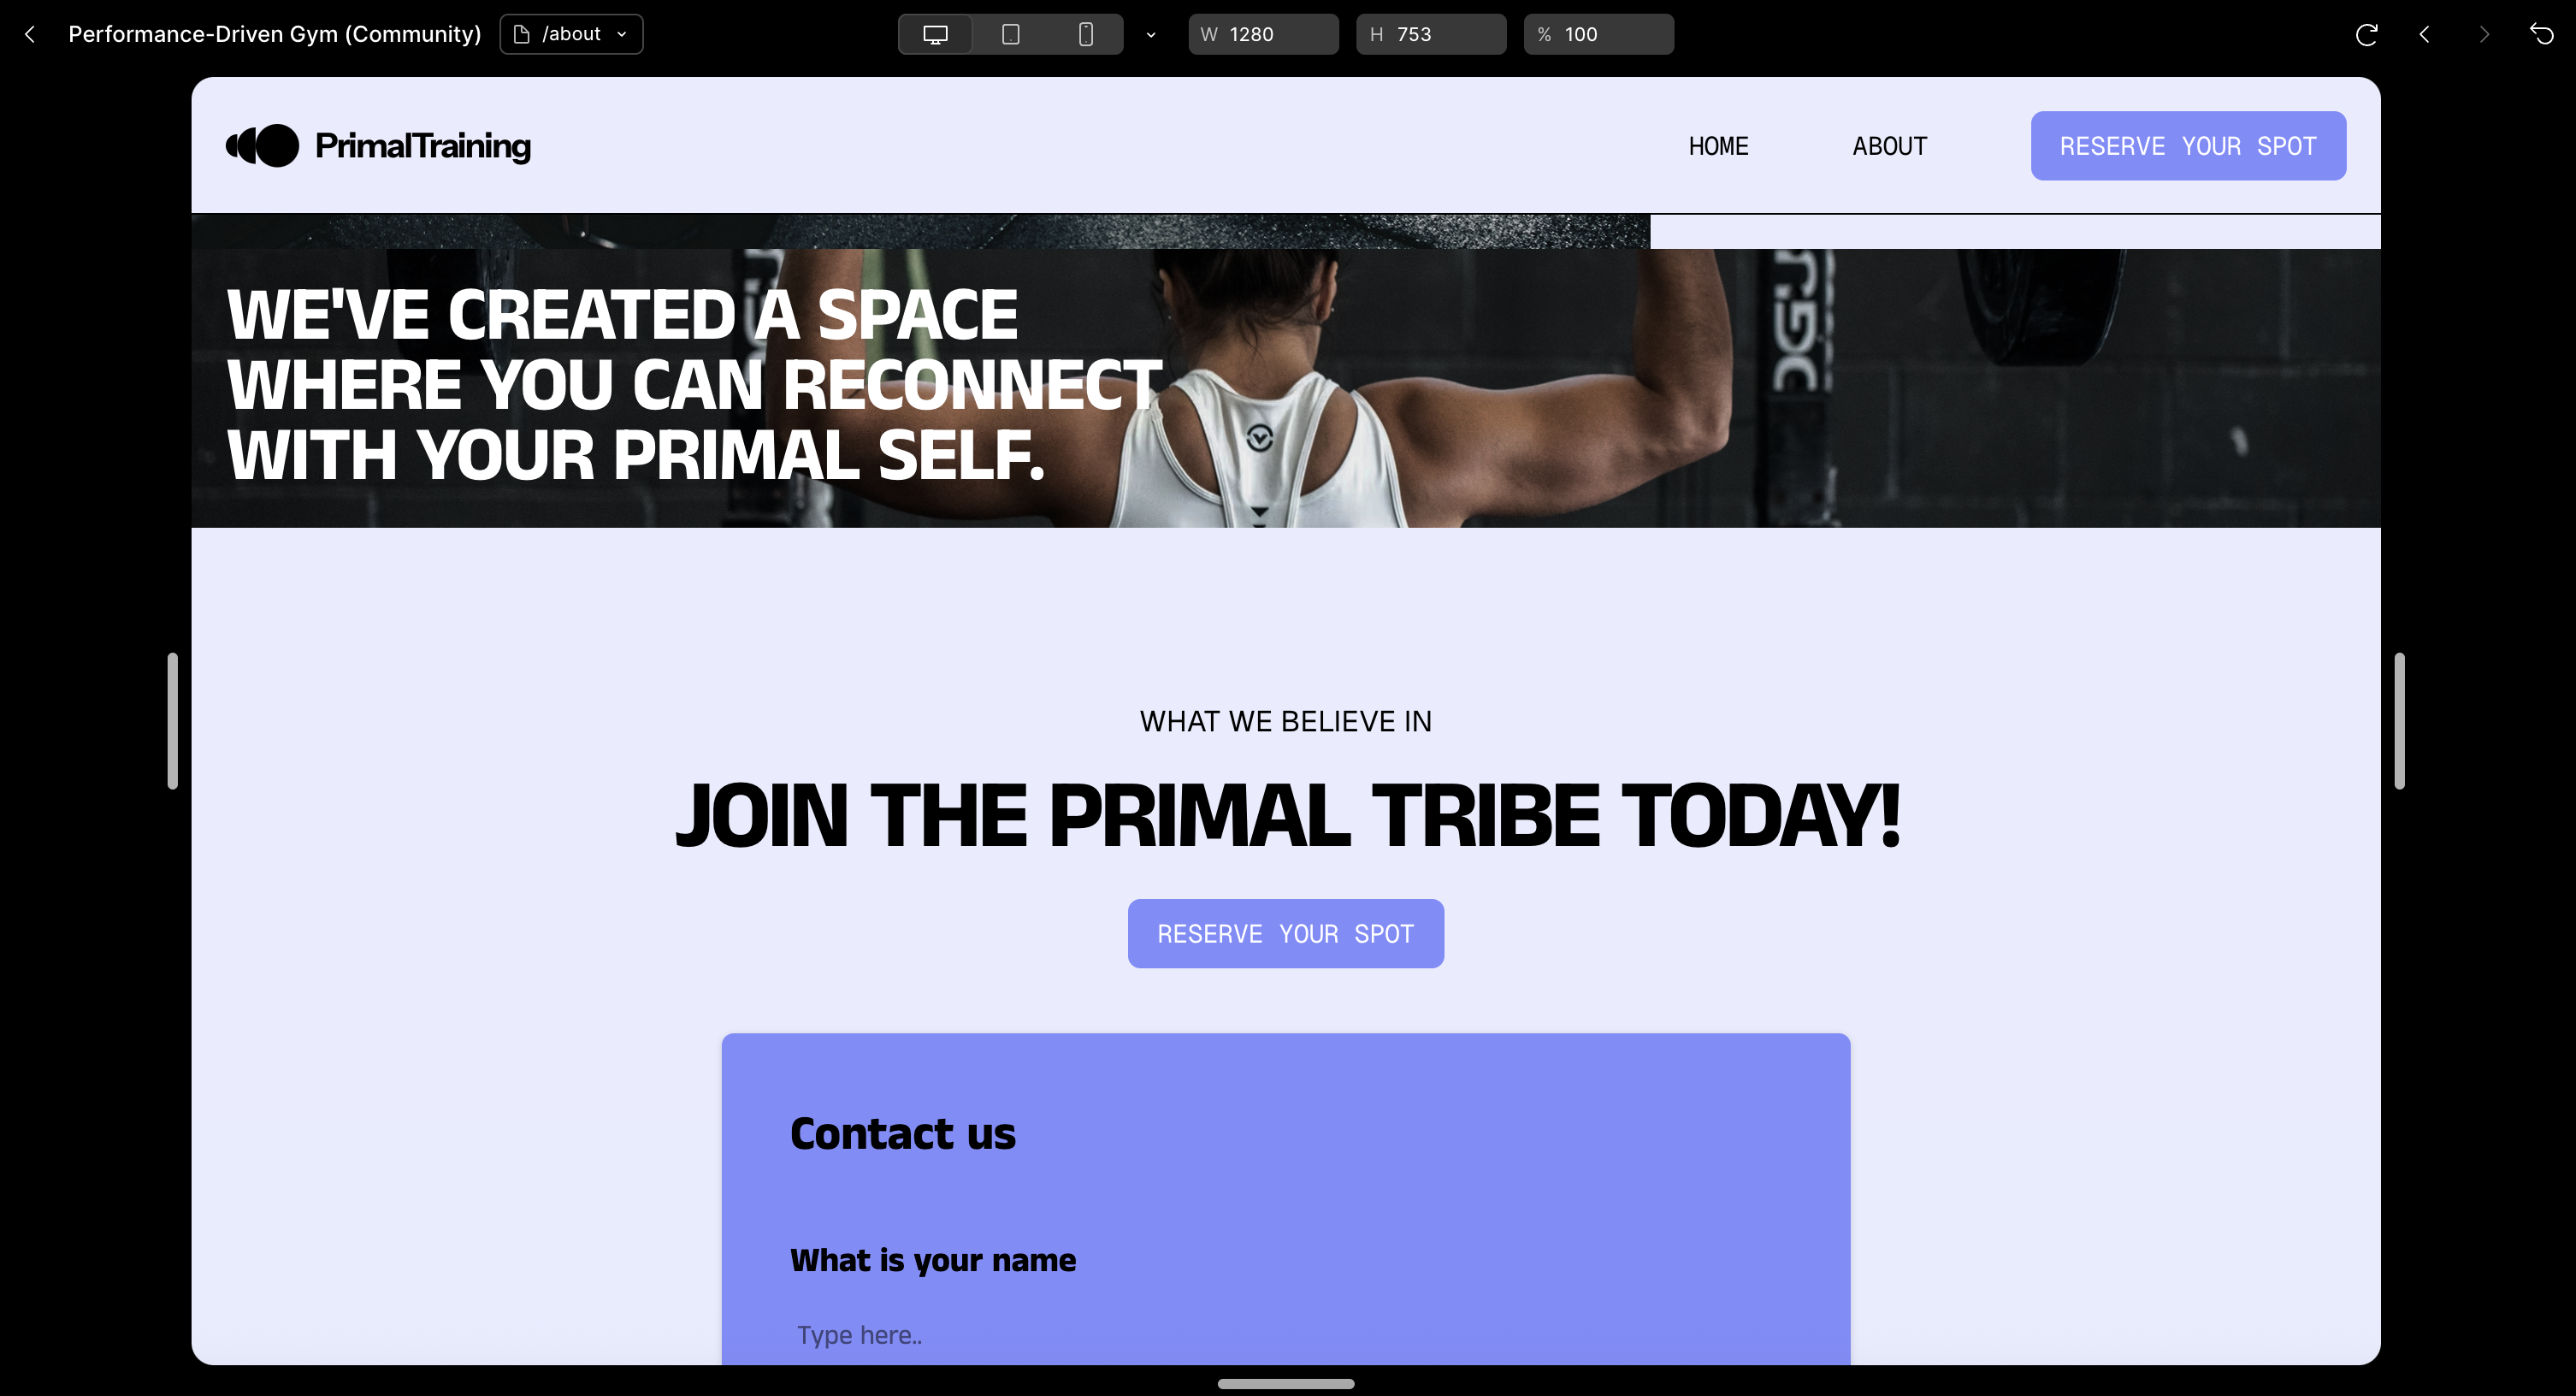 Performance-Driven Gym (Community)
/about
W 1280
H 753
% 100
PrimalTraining
HOME
ABOUT
RESERVE YOUR SPOT
WE'VE CREATED A SPACE
WHERE YOU CAN RECONNECT
WITH YOUR PRIMAL SELF.
WHAT WE BELIEVE IN
JOIN THE PRIMAL TRIBE TODAY!
RESERVE YOUR SPOT
Contact us
What is your name
Type here..